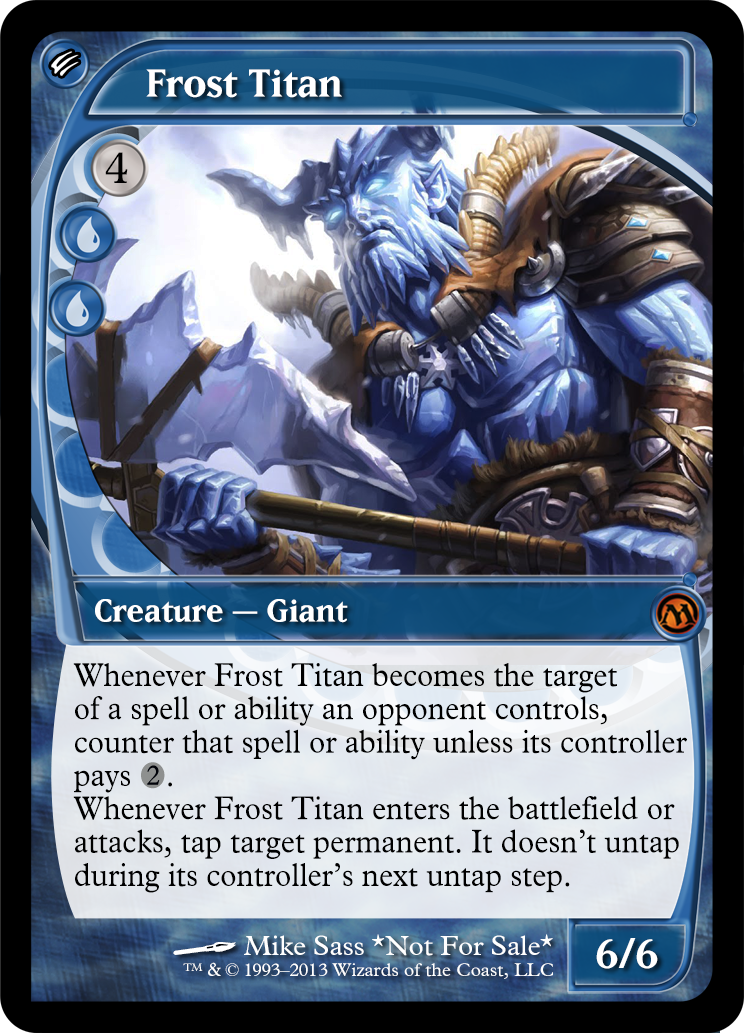 Frost Titan
4
Creature — Giant
Whenever Frost Titan becomes the target
of a spell or ability an opponent controls,
counter that spell or ability unless its controller
pays 2.
Whenever Frost Titan enters the battlefield or
attacks, tap target permanent. It doesn't untap
during its controller's next untap step.
Mike Sass *Not For Sale*
™ & © 1993–2013 Wizards of the Coast, LLC
6/6